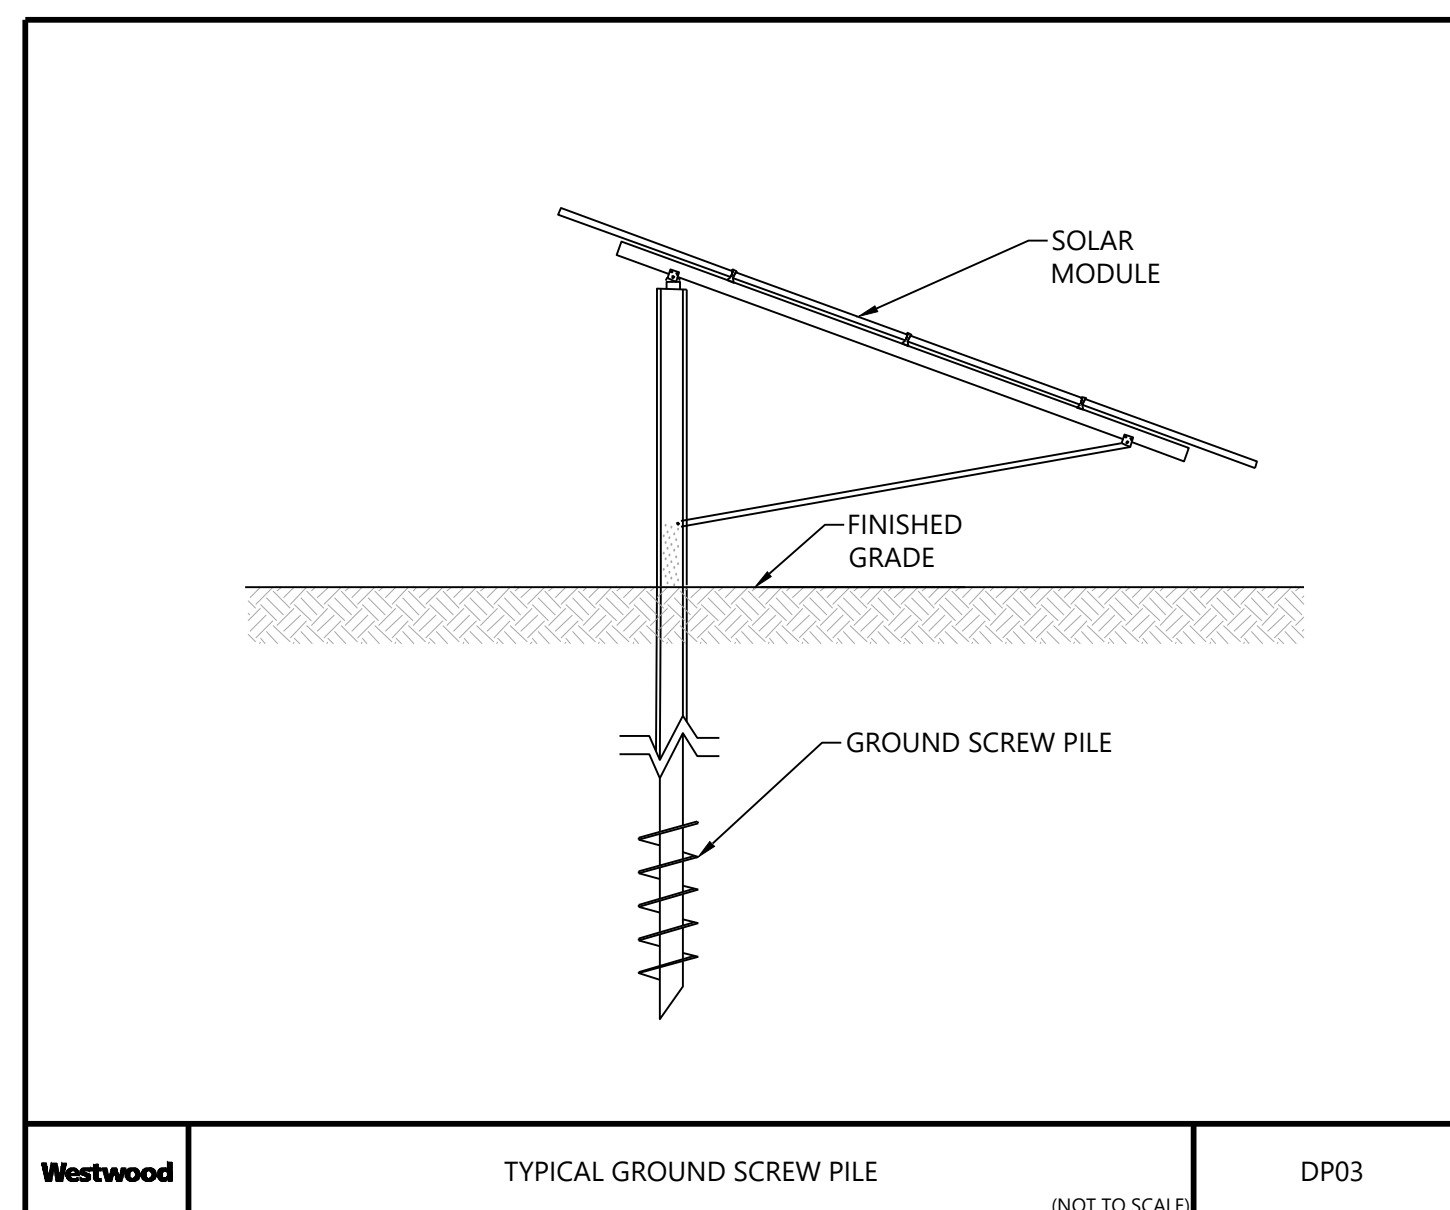 SOLAR
MODULE
FINISHED
GRADE
GROUND SCREW PILE
Westwood
TYPICAL GROUND SCREW PILE
(NOT TO SCALE)
DP03